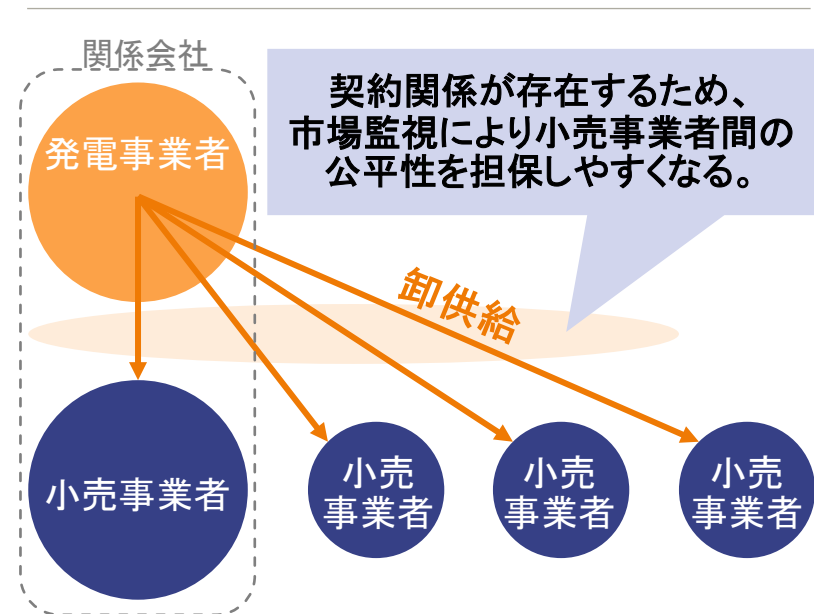 関係会社
契約関係が存在するため、
市場監視により小売事業者間の
公平性を担保しやすくなる。
発電事業者
卸供給
小売事業者
小売
事業者
小売
事業者
小売
事業者